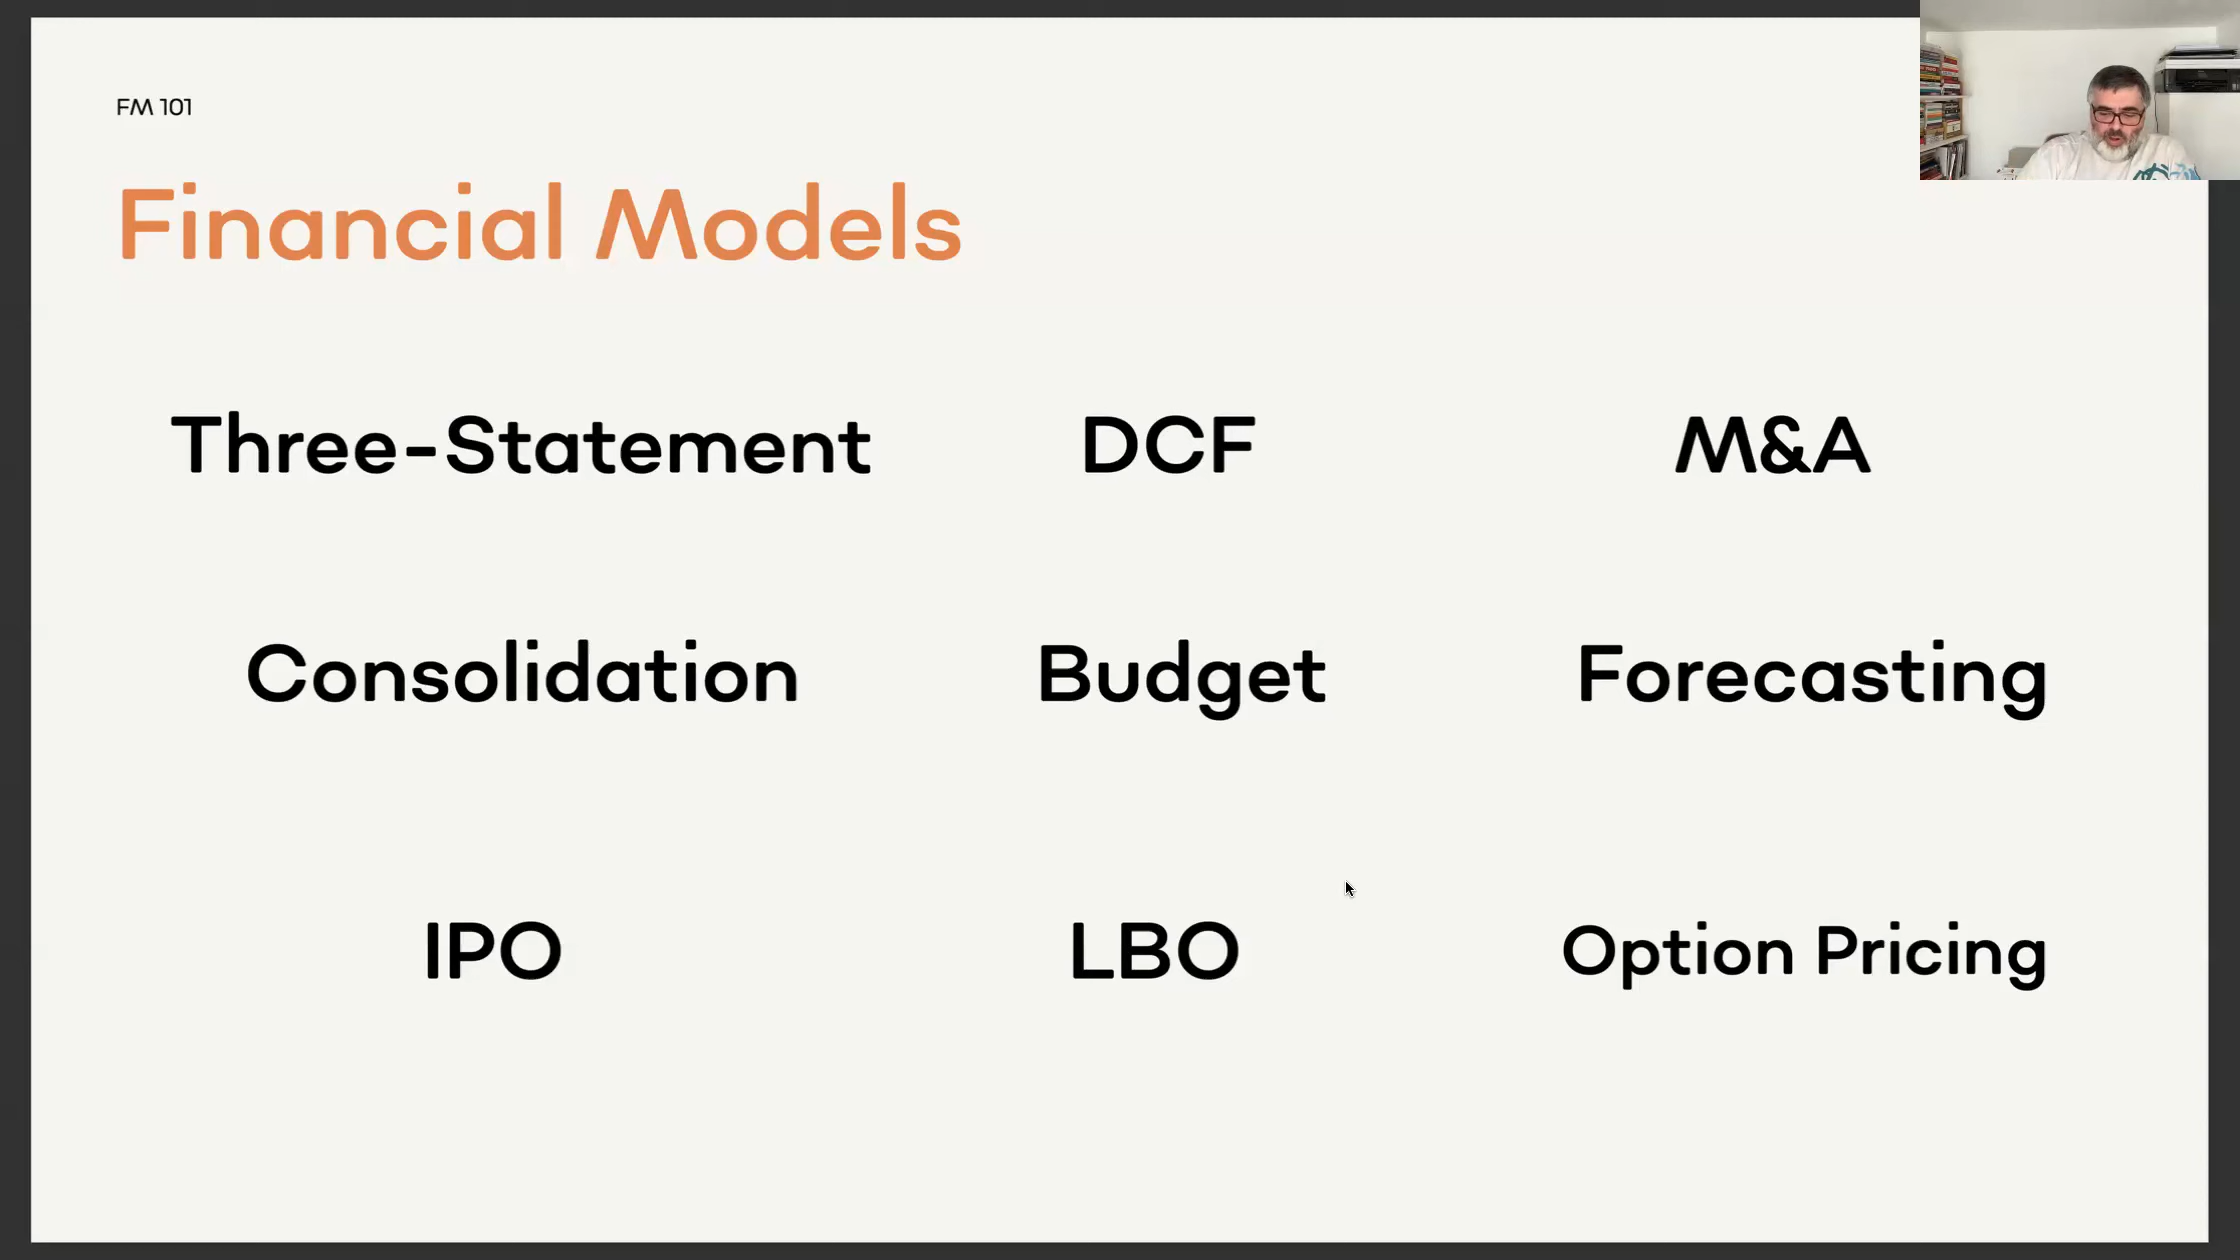 FM 101
Financial Models
Three-Statement DCF M&A
Consolidation Budget Forecasting
IPO LBO Option Pricing